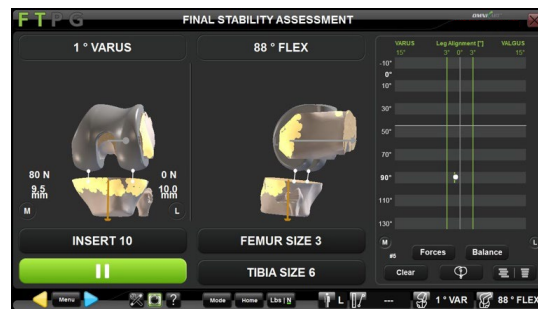 F T P G
FINAL STABILITY ASSESSMENT
1 ° VARUS
88 ° FLEX
VARUS Leg Alignment [°] VALGUS
15° 3° 0° 3° 15°
-10°
0°
10°
30°
50°
70°
90°
110°
130°
80 N
9.5 mm
0 N
10.0 mm
M
L
INSERT 10
FEMUR SIZE 3
TIBIA SIZE 6
M
L
#5
Forces
Balance
Clear
Menu
?
Mode
Home
Lbs | N
L
---
1 ° VAR
88 ° FLEX